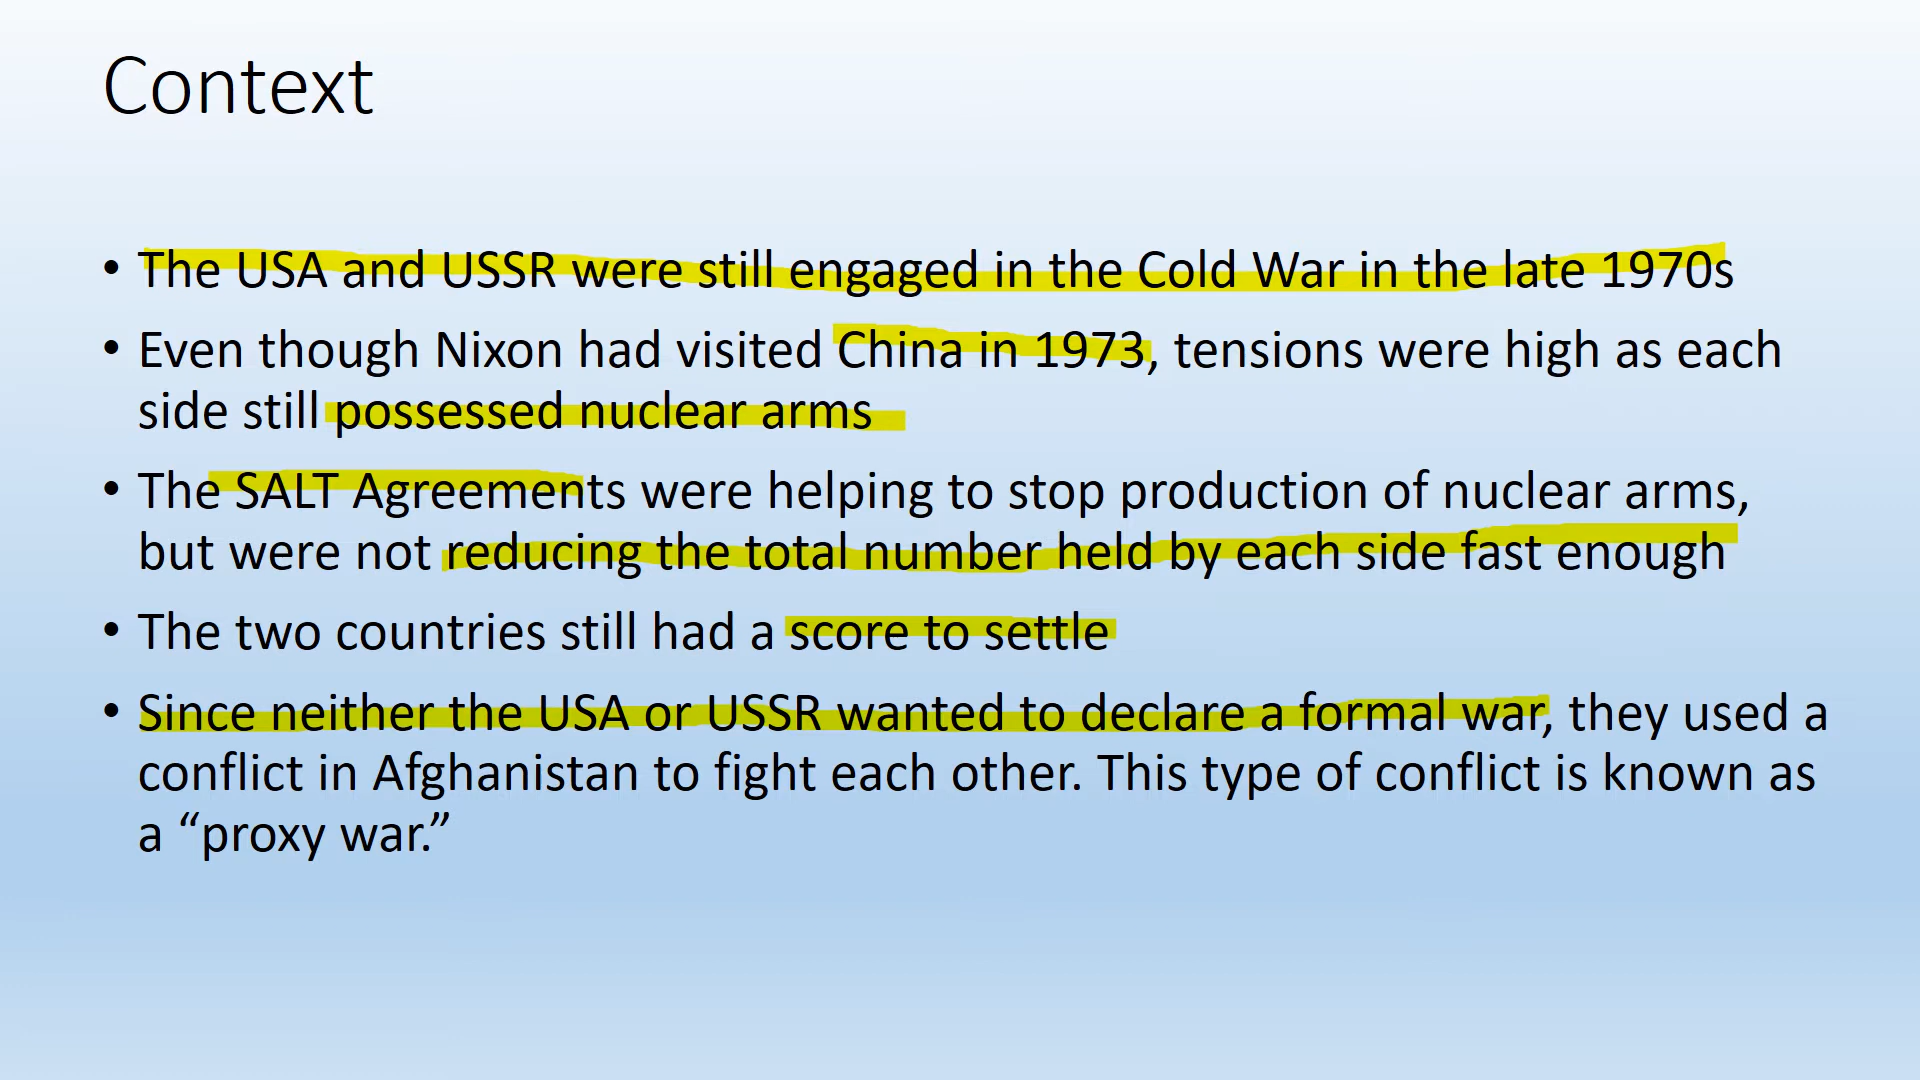 Context
• The USA and USSR were still engaged in the Cold War in the late 1970s
• Even though Nixon had visited China in 1973, tensions were high as each
side still possessed nuclear arms
• The SALT Agreements were helping to stop production of nuclear arms,
but were not reducing the total number held by each side fast enough
• The two countries still had a score to settle
• Since neither the USA or USSR wanted to declare a formal war, they used a
conflict in Afghanistan to fight each other. This type of conflict is known as
a “proxy war.”